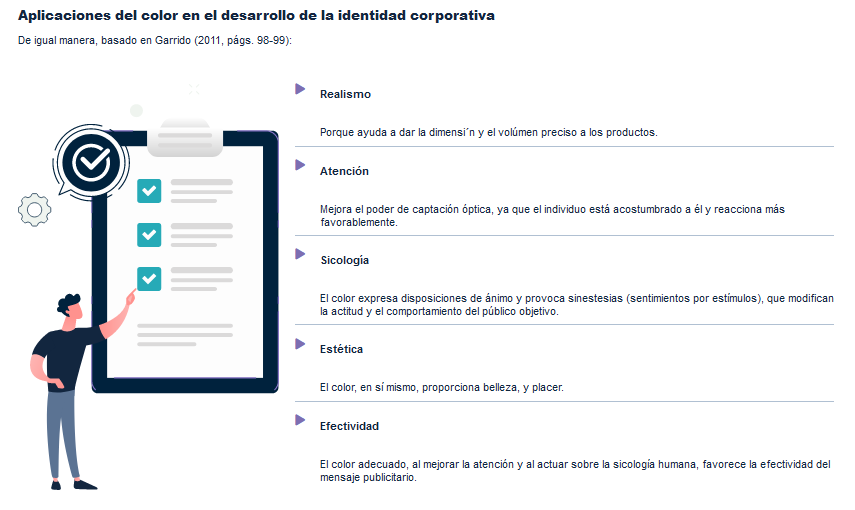 Aplicaciones del color en el desarrollo de la identidad corporativa
De igual manera, basado en Garrido (2011, págs. 98-99):
Realismo
Porque ayuda a dar la dimensi´n y el volúmen preciso a los productos.
Atención
Mejora el poder de captación óptica, ya que el individuo está acostumbrado a él y reacciona más
favorablemente.
Sicología
El color expresa disposiciones de ánimo y provoca sinestesias (sentimientos por estímulos), que modifican
la actitud y el comportamiento del público objetivo.
Estética
El color, en sí mismo, proporciona belleza, y placer.
Efectividad
El color adecuado, al mejorar la atención y al actuar sobre la sicología humana, favorece la efectividad del
mensaje publicitario.